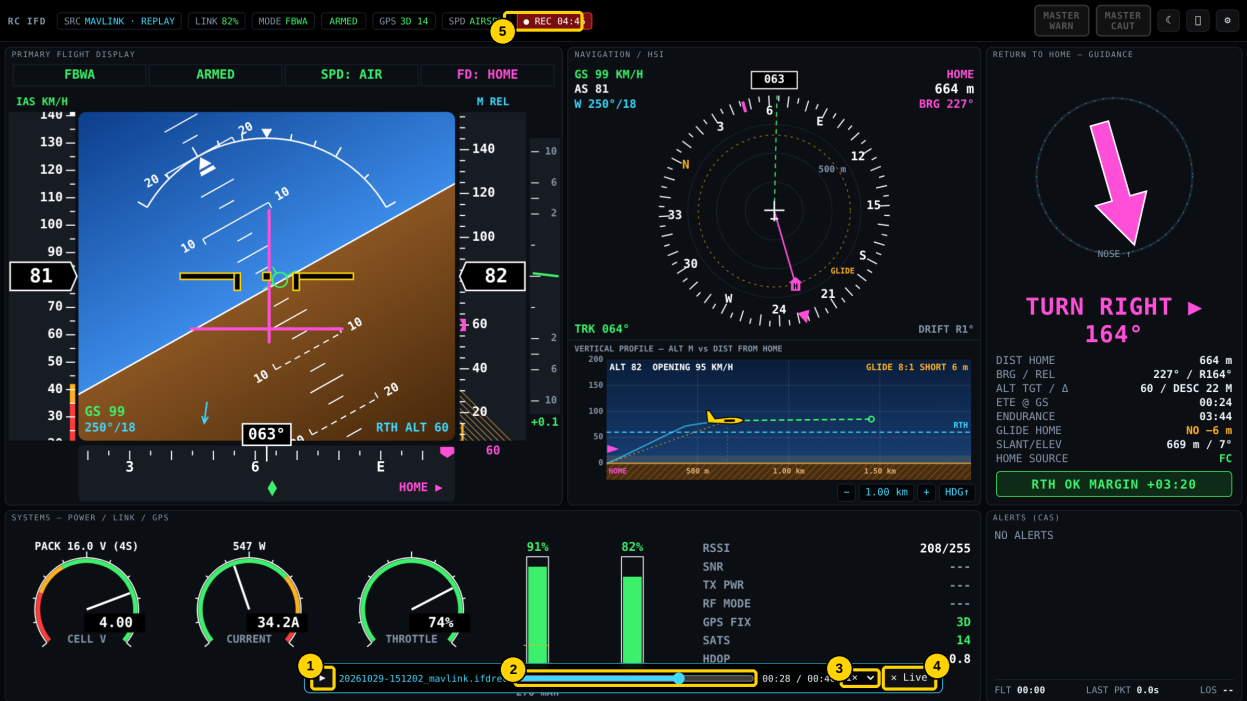 RC IFD
SRC MAVLINK · REPLAY
LINK 82%
MODE FBWA
ARMED
GPS 3D 14
SPD
5
● REC
MASTER WARN
MASTER CAUT
PRIMARY FLIGHT DISPLAY
FBWA
ARMED
SPD: AIR
FD: HOME
IAS KM/H
M REL
140
130
120
110
100
90
81
70
60
50
40
30
20
20
20
10
10
10
10
20
GS 99
250°/18
RTH ALT 60
063°
140
120
100
82
60
40
20
60
10
6
2
2
6
10
+0.1
3
6
E
HOME ▶
NAVIGATION / HSI
GS 99 KM/H
AS 81
W 250°/18
063
HOME
664 m
BRG 227°
N
3
6
E
12
15
S
21
24
W
30
33
500 m
GLIDE
H
TRK 064°
DRIFT R1°
VERTICAL PROFILE — ALT M vs DIST FROM HOME
ALT 82 OPENING 95 KM/H
GLIDE 8:1 SHORT 6 m
200
150
100
50
0
RTH
HOME
500 m
1.00 km
1.50 km
−
1.00 km
+
HDG↑
RETURN TO HOME — GUIDANCE
NOSE ↑
TURN RIGHT ▶
164°
DIST HOME 664 m
BRG / REL 227° / R164°
ALT TGT / Δ 60 / DESC 22 M
ETE @ GS 00:24
ENDURANCE 03:44
GLIDE HOME NO −6 m
SLANT/ELEV 669 m / 7°
HOME SOURCE FC
RTH OK MARGIN +03:20
SYSTEMS — POWER / LINK / GPS
PACK 16.0 V (4S)
4.00
CELL V
547 W
34.2A
CURRENT
74%
THROTTLE
91%
82%
RSSI 208/255
SNR ---
TX PWR ---
RF MODE ---
GPS FIX 3D
SATS 14
HDOP 0.8
1
▶
20261029-151202_mavlink.ifdre
2
00:28 /
3
4
× Live
ALERTS (CAS)
NO ALERTS
FLT 00:00
LAST PKT 0.0s
LOS --